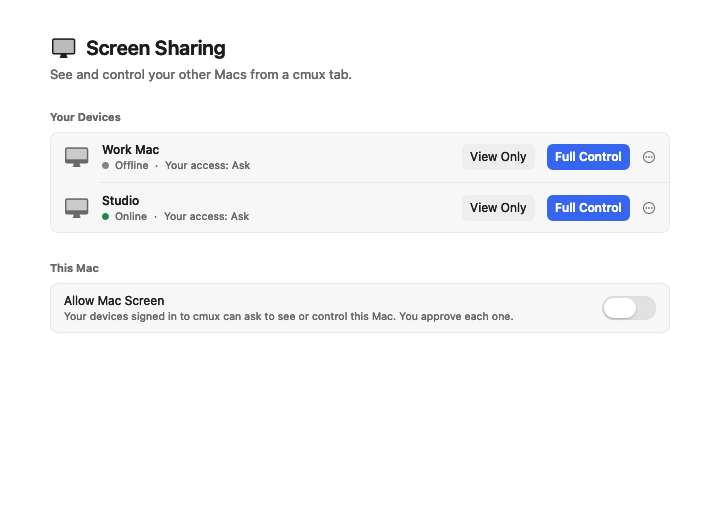 Screen Sharing
See and control your other Macs from a cmux tab.
Your Devices
Work Mac
Offline · Your access: Ask
View Only
Full Control
Studio
Online · Your access: Ask
View Only
Full Control
This Mac
Allow Mac Screen
Your devices signed in to cmux can ask to see or control this Mac. You approve each one.